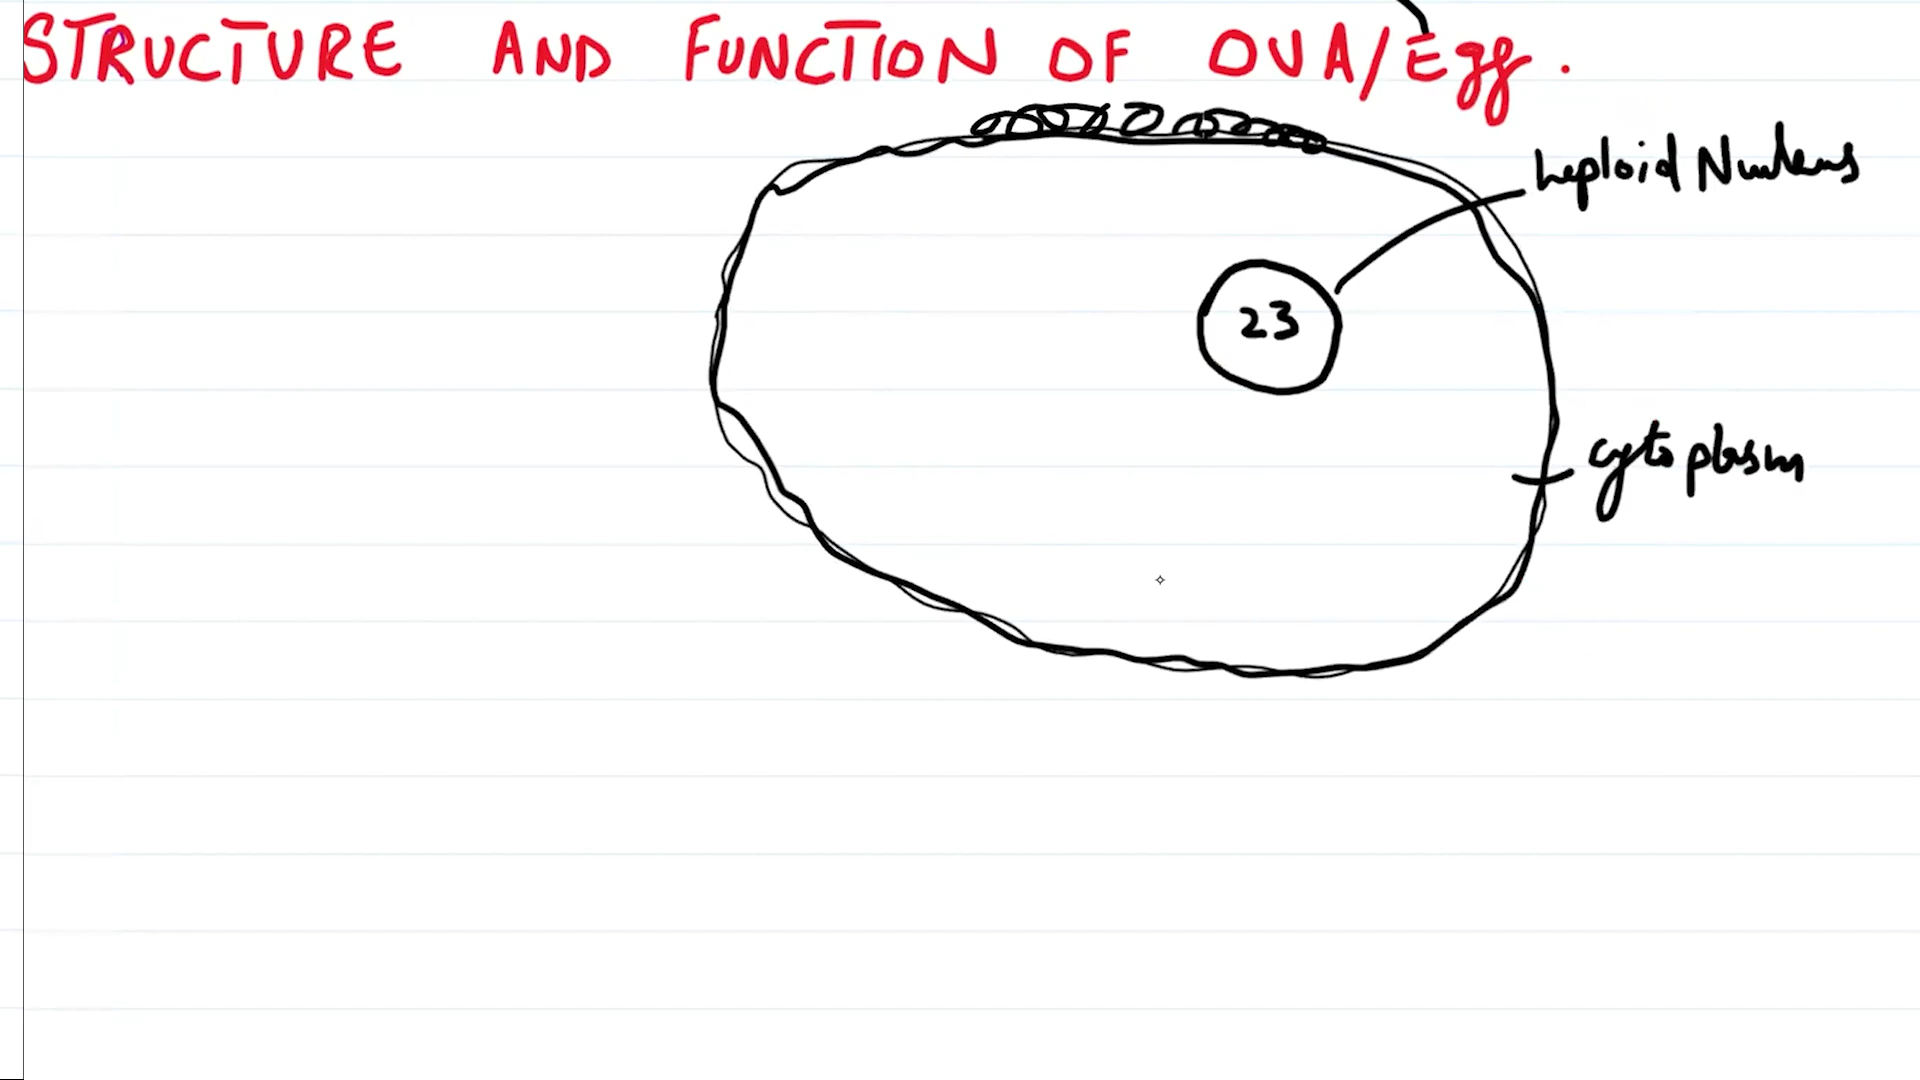 STRUCTURE AND FUNCTION OF OVA/Egg.
haploid Nucleus
23
cytoplasm